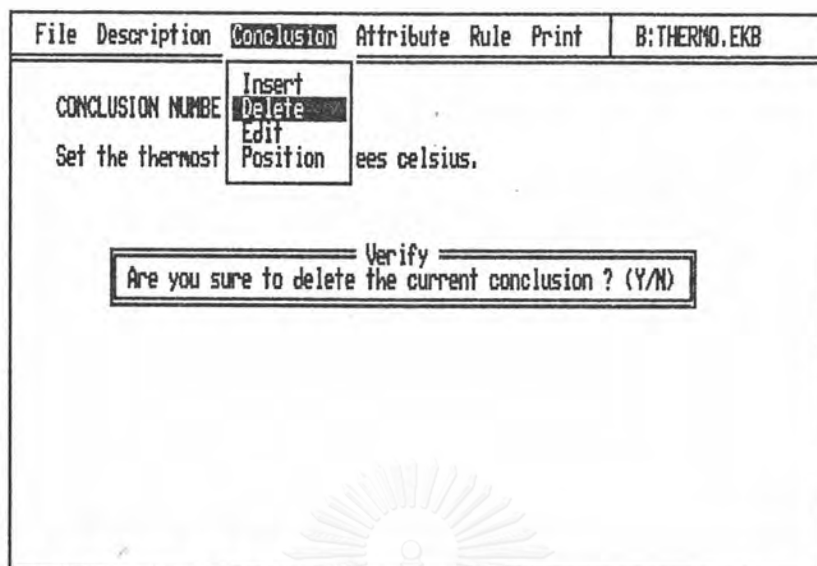 File Description Conclusion Attribute Rule Print B:THERMO.EKB
Insert
CONCLUSION NUMBE Delete
Edit
Set the thermost Position ees celsius.
Verify
Are you sure to delete the current conclusion ? (Y/N)